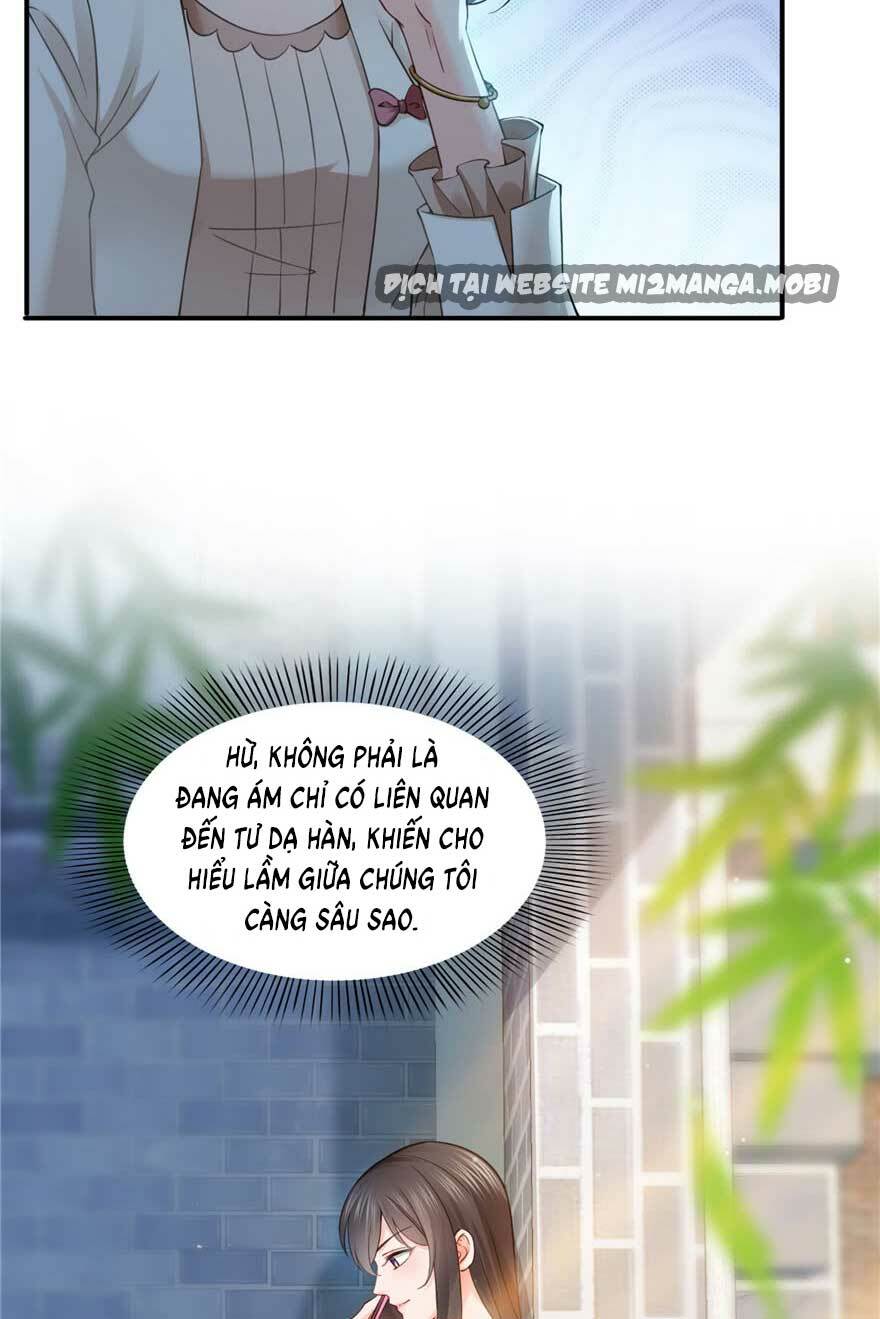 DỊCH TẠI WEBSITE MI2MANGA.MOBI
HỪ, KHÔNG PHẢI LÀ
ĐANG ÁM CHỈ CÓ LIÊN QUAN
ĐẾN TƯ DẠ HÀN, KHIẾN CHO
HIỂU LẦM GIỮA CHÚNG TÔI
CÀNG SÂU SAO.